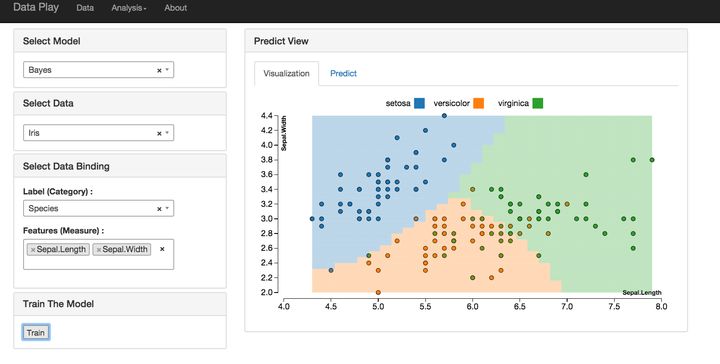 Data Play Data Analysis About
Select Model
Bayes × 
Select Data
Iris ×
Select Data Binding
Label (Category) :
Species ×
Features (Measure) :
×Sepal.Length ×Sepal.Width ×
Train The Model
Train
Predict View
Visualization Predict
setosa versicolor virginica
Sepal.Width
4.4
4.2
4.0
3.8
3.6
3.4
3.2
3.0
2.8
2.6
2.4
2.2
2.0
Sepal.Length
4.0 4.5 5.0 5.5 6.0 6.5 7.0 7.5 8.0